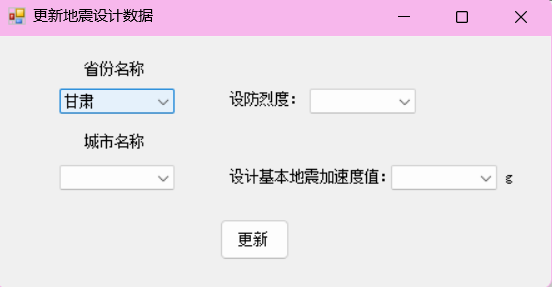 更新地震设计数据
省份名称
甘肃
设防烈度：
城市名称
设计基本地震加速度值： g
更新